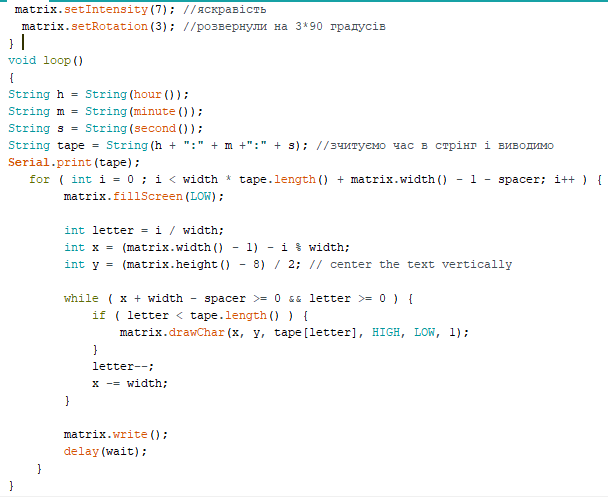 matrix.setIntensity(7); //яскравість
matrix.setRotation(3); //розвернули на 3*90 градусів
}
void loop()
{
String h = String(hour());
String m = String(minute());
String s = String(second());
String tape = String(h + ":" + m +":" + s); //зчитуємо час в стрінг і виводимо
Serial.print(tape);
for ( int i = 0 ; i < width * tape.length() + matrix.width() - 1 - spacer; i++ ) {
matrix.fillScreen(LOW);
int letter = i / width;
int x = (matrix.width() - 1) - i % width;
int y = (matrix.height() - 8) / 2; // center the text vertically
while ( x + width - spacer >= 0 && letter >= 0 ) {
if ( letter < tape.length() ) {
matrix.drawChar(x, y, tape[letter], HIGH, LOW, 1);
}
letter--;
x -= width;
}
matrix.write();
delay(wait);
}
}